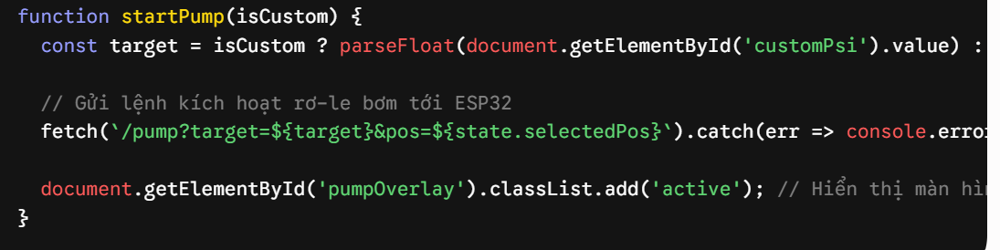 function startPump(isCustom) {
const target = isCustom ? parseFloat(document.getElementById('customPsi').value) :
// Gửi lệnh kích hoạt rơ-le bơm tới ESP32
fetch(`/pump?target=${target}&pos=${state.selectedPos}`).catch(err => console.erro
document.getElementById('pumpOverlay').classList.add('active'); // Hiển thị màn
}